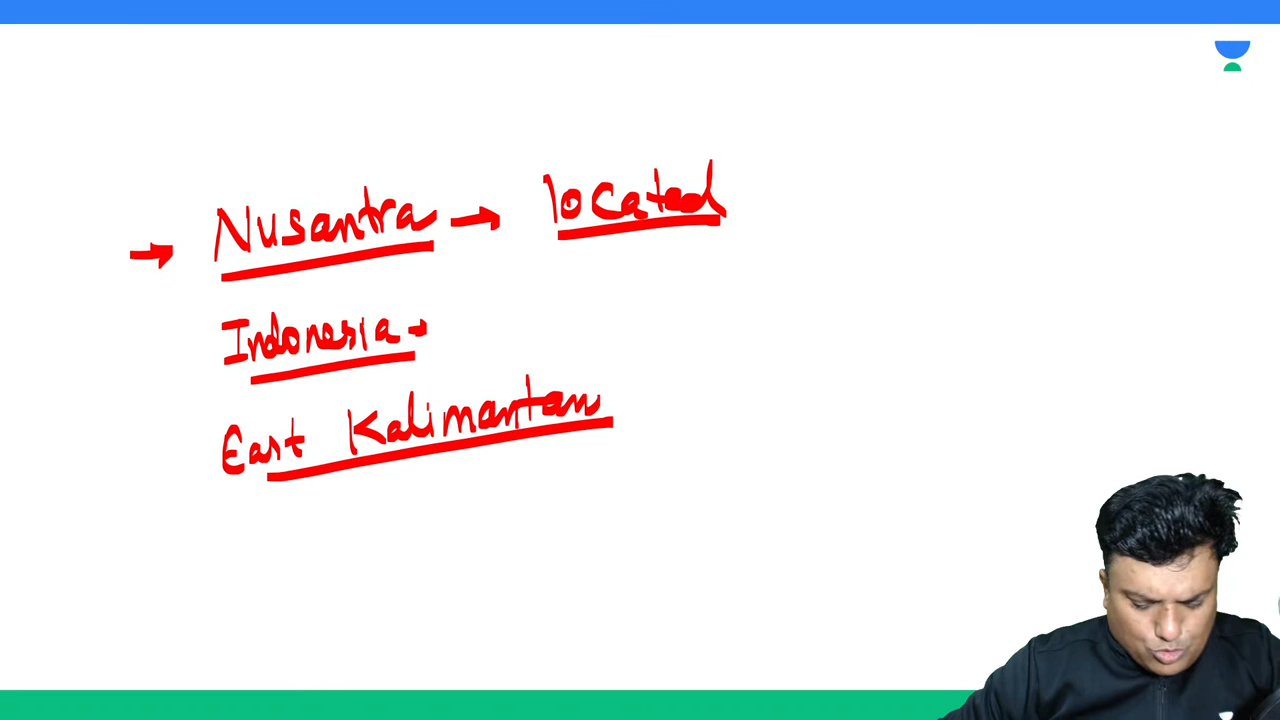 → Nusantra → located
Indonesia →
East Kalimantan